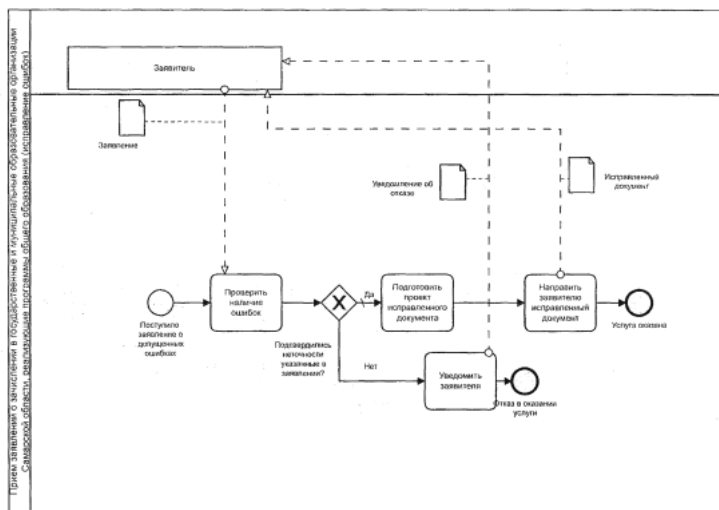 Прием заявлений о зачислении в государственные и муниципальные образовательные организации
Самарской области, реализующие программы общего образования (исправление ошибок)
Заявитель
Заявление
Уведомление об
отказе
Исправленный
документ
Поступило
заявление о
допущенных
ошибках
Проверить
наличие
ошибок
Подтвердились
неточности
указанные в
заявлении?
Да
Нет
Подготовить
проект
исправленного
документа
Направить
заявителю
исправленный
документ
Услуга оказана
Уведомить
заявителя
Отказ в оказании
услуги